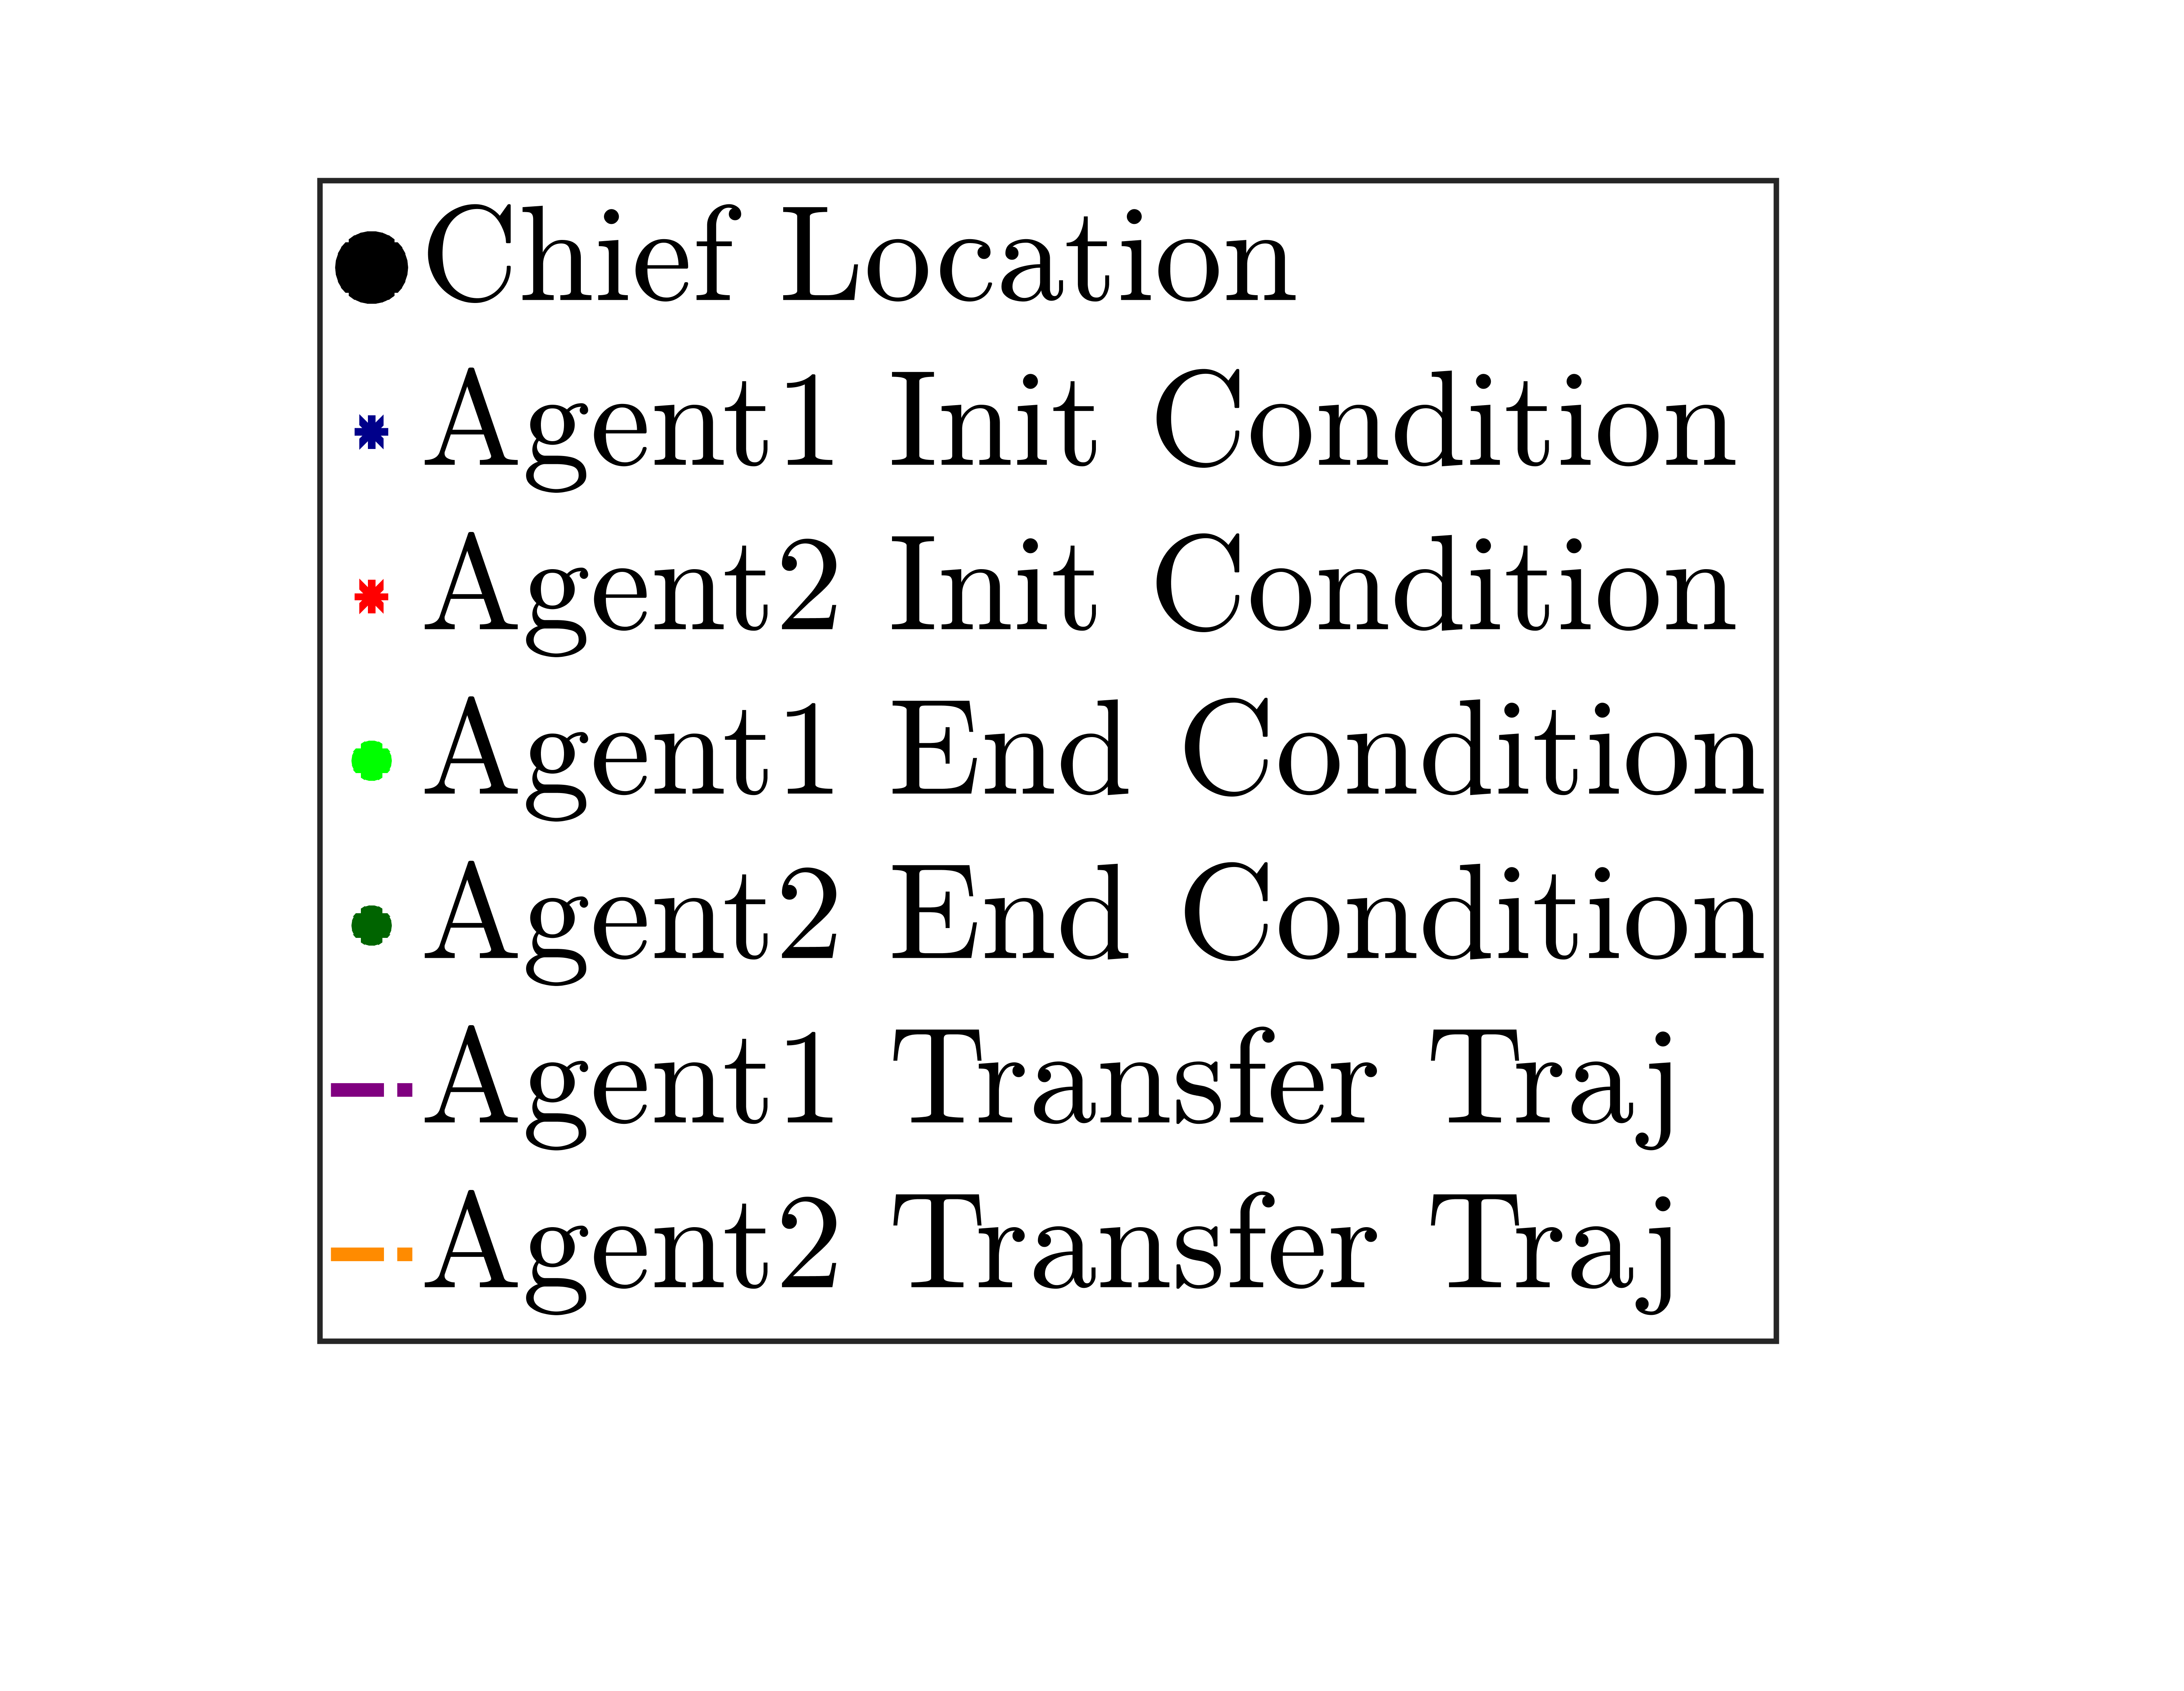 Chief Location
Agent1 Init Condition
Agent2 Init Condition
Agent1 End Condition
Agent2 End Condition
Agent1 Transfer Traj
Agent2 Transfer Traj